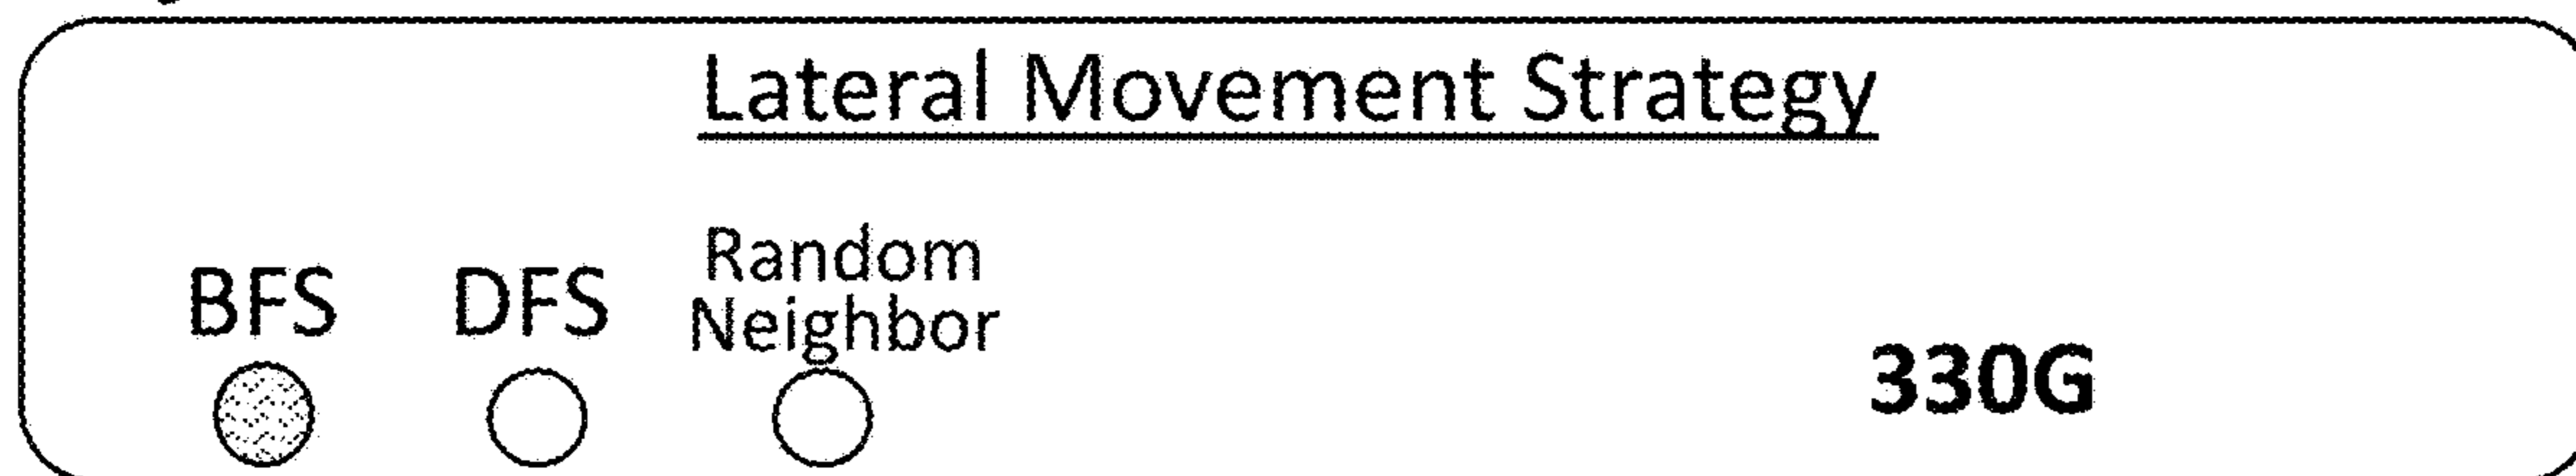 Lateral Movement Strategy
BFS DFS Random Neighbor
330G